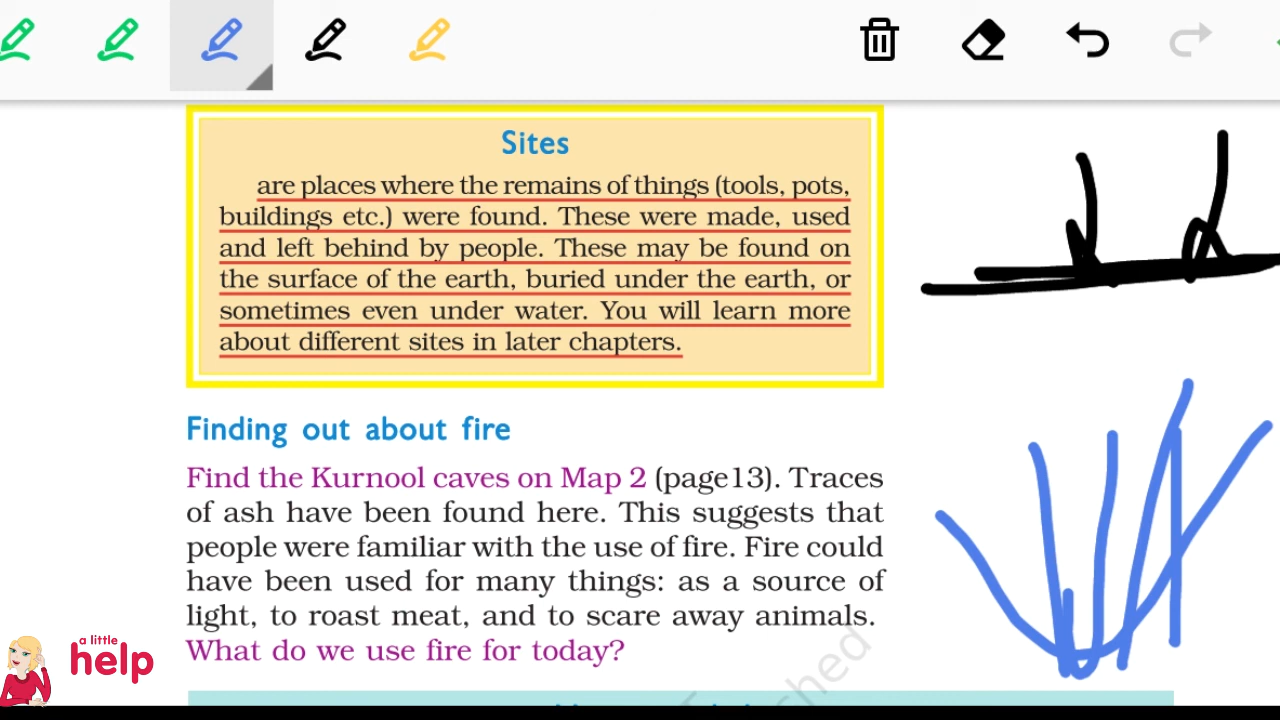 Sites
are places where the remains of things (tools, pots,
buildings etc.) were found. These were made, used
and left behind by people. These may be found on
the surface of the earth, buried under the earth, or
sometimes even under water. You will learn more
about different sites in later chapters.
Finding out about fire
Find the Kurnool caves on Map 2 (page13). Traces
of ash have been found here. This suggests that
people were familiar with the use of fire. Fire could
have been used for many things: as a source of
light, to roast meat, and to scare away animals.
What do we use fire for today?
a little
help